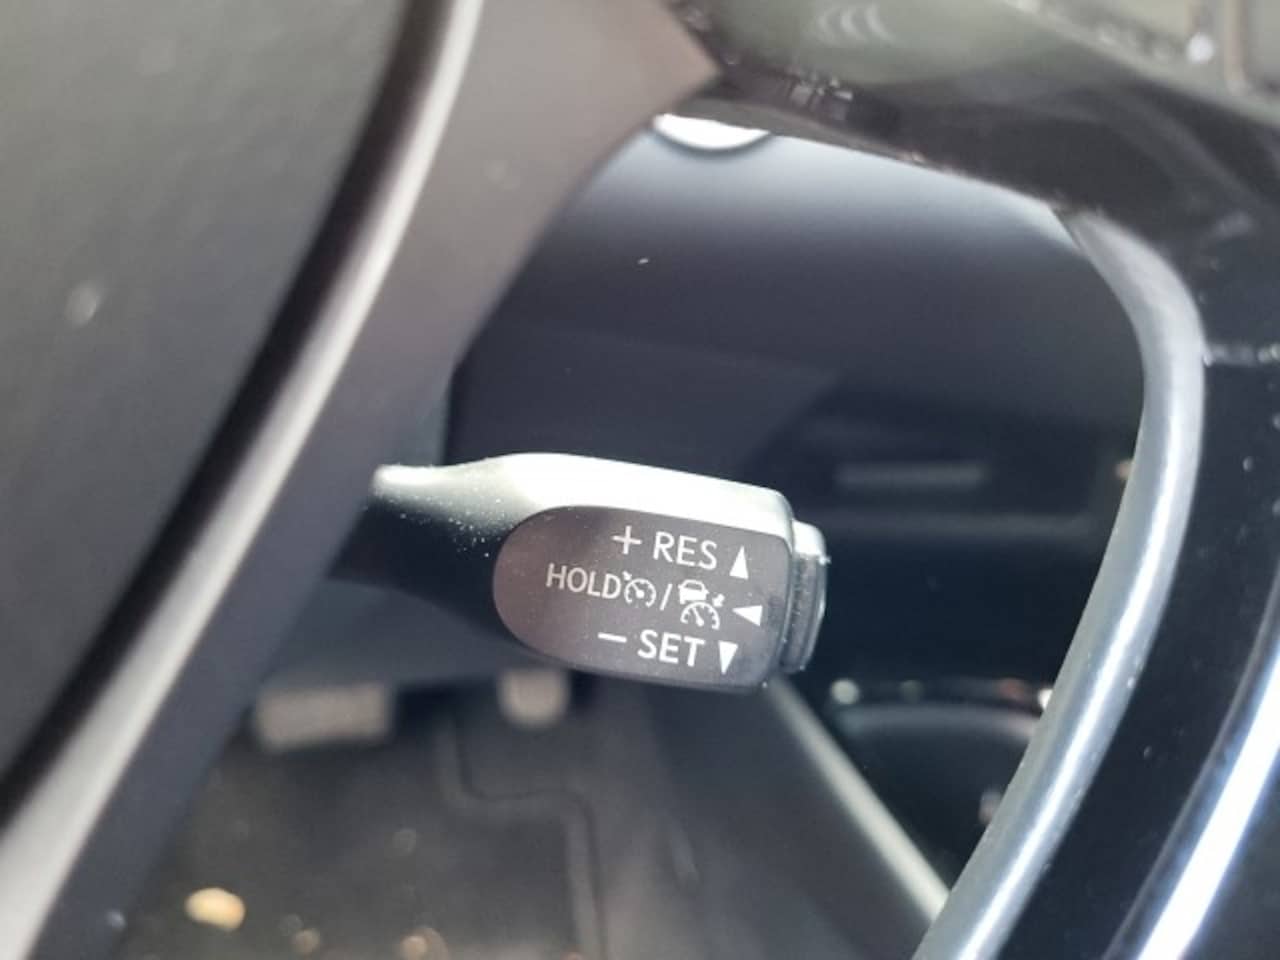 + RES ▲
HOLD / ◀
− SET ▼